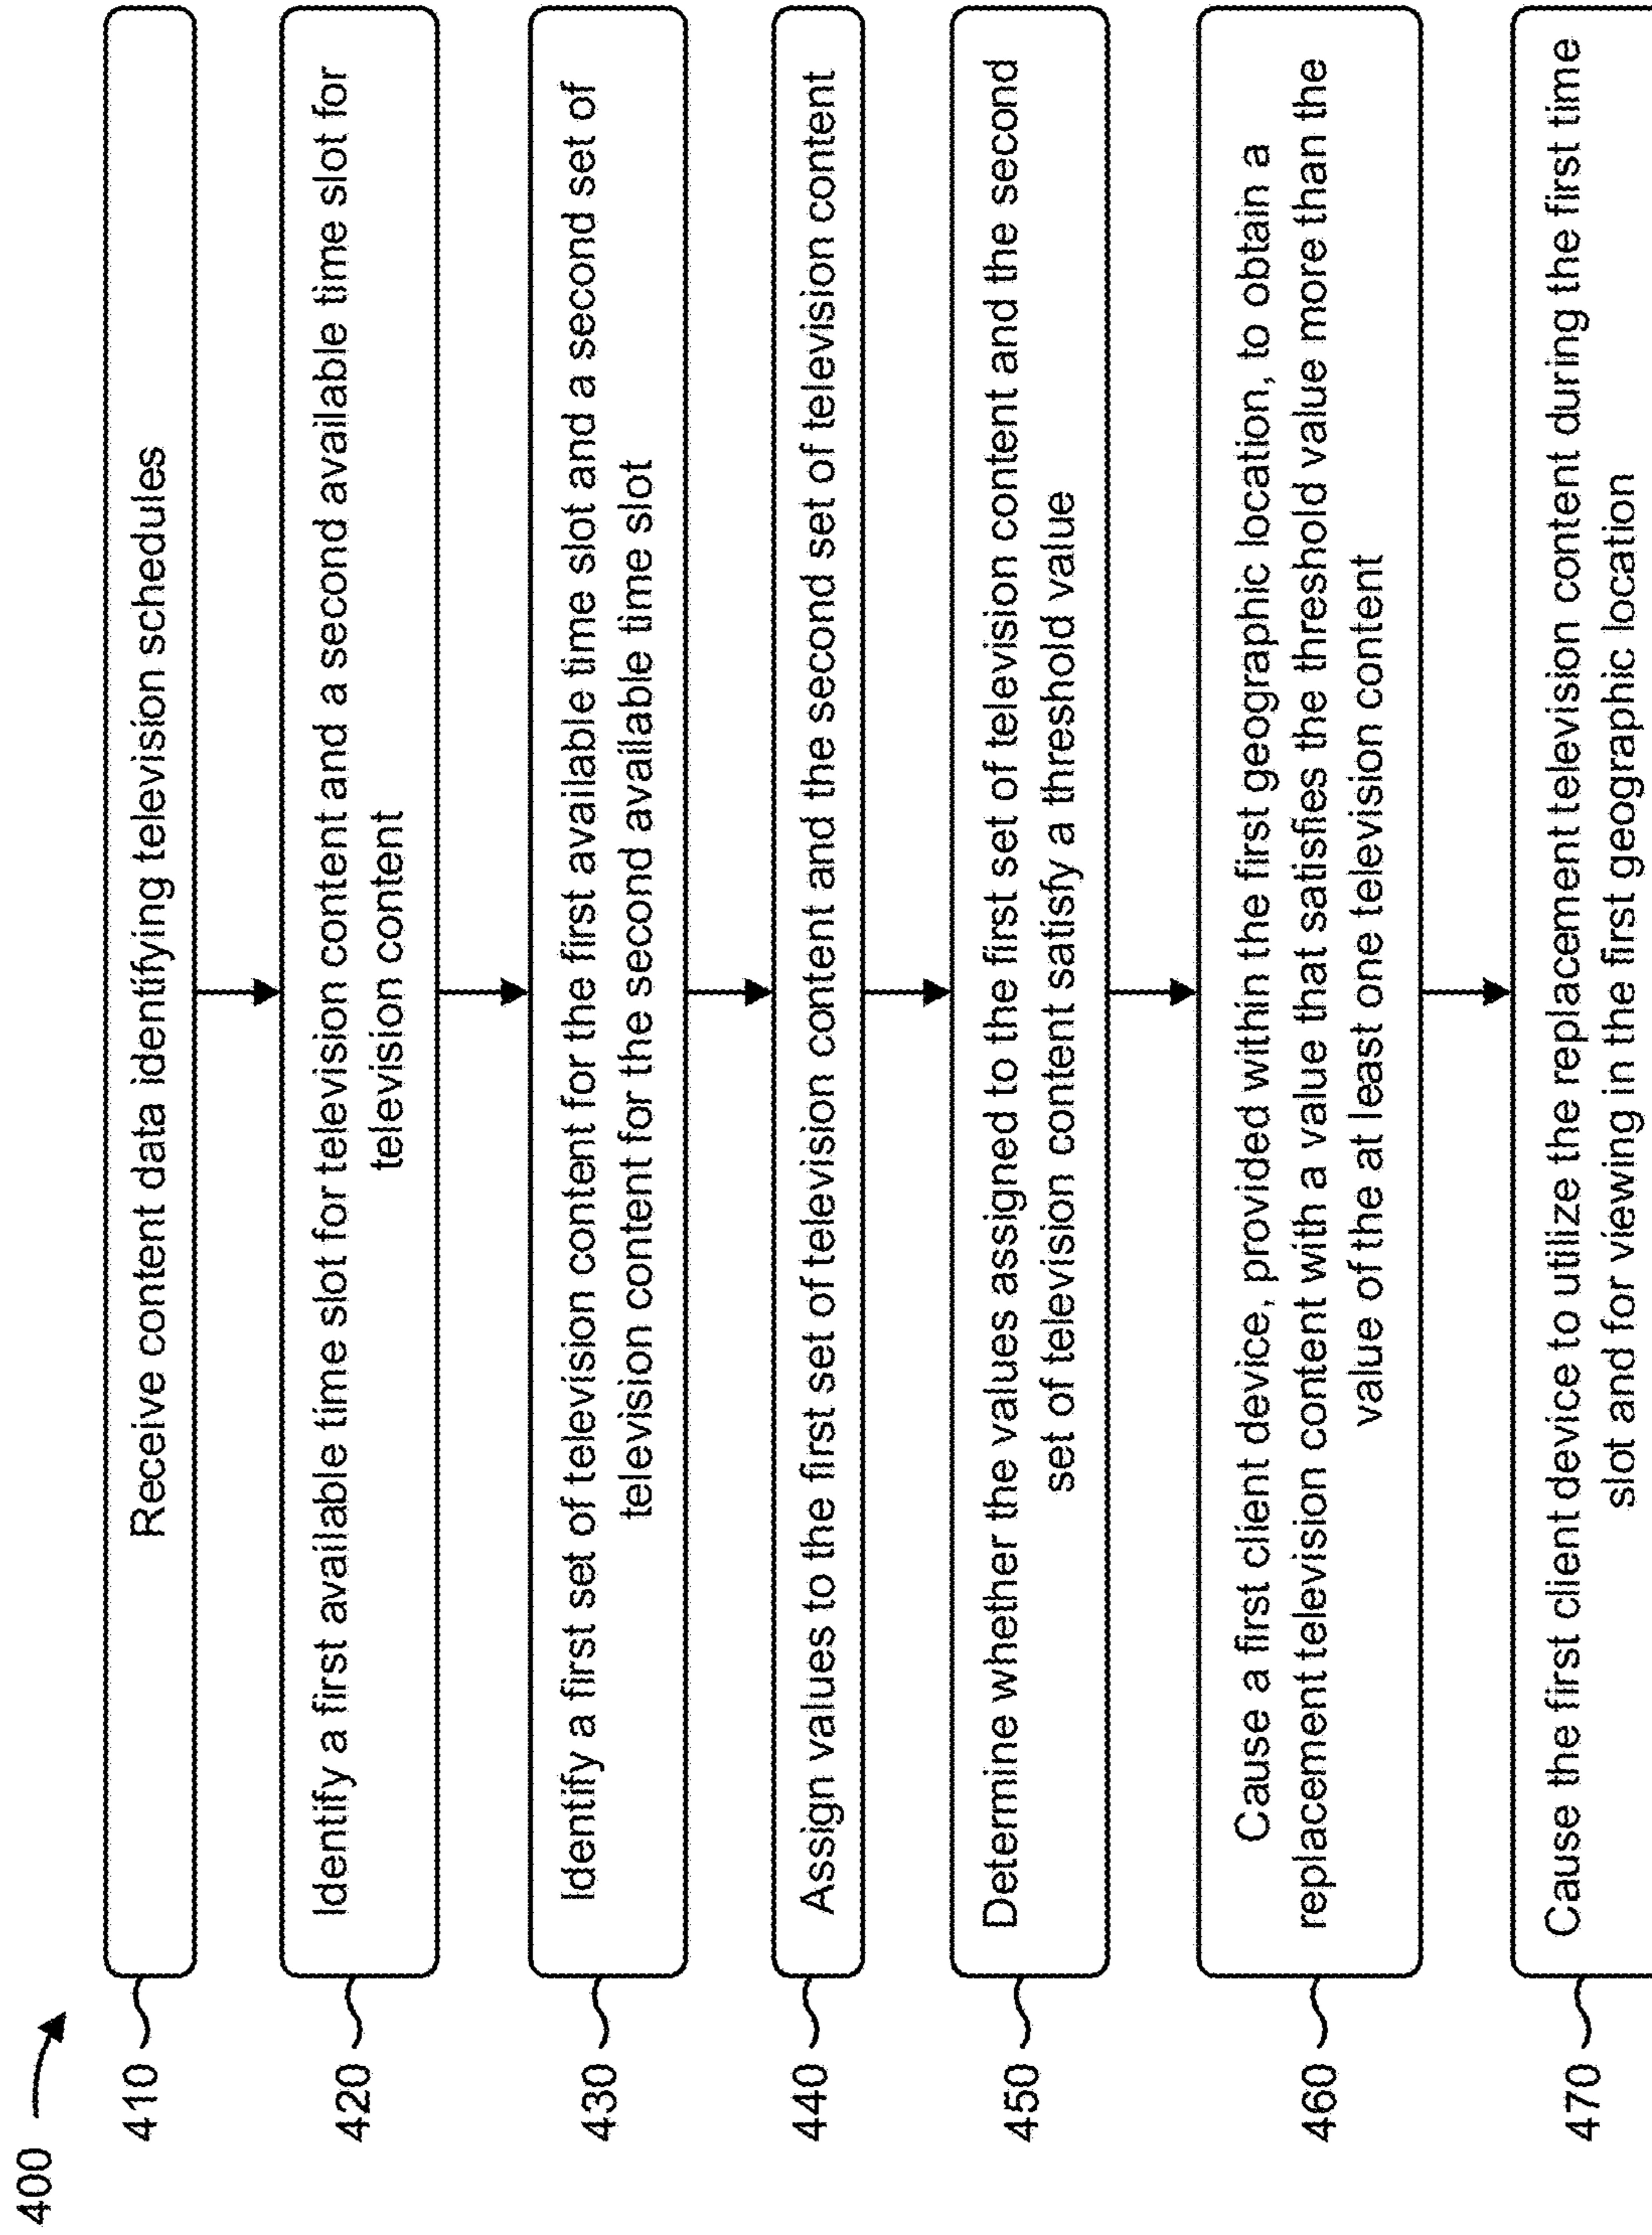 400
410
Receive content data identifying television schedules
420
Identify a first available time slot for television content and a second available time slot for
television content
430
Identify a first set of television content for the first available time slot and a second set of
television content for the second available time slot
440
Assign values to the first set of television content and the second set of television content
450
Determine whether the values assigned to the first set of television content and the second
set of television content satisfy a threshold value
460
Cause a first client device, provided within the first geographic location, to obtain a
replacement television content with a value that satisfies the threshold value more than the
value of the at least one television content
470
Cause the first client device to utilize the replacement television content during the first time
slot and for viewing in the first geographic location